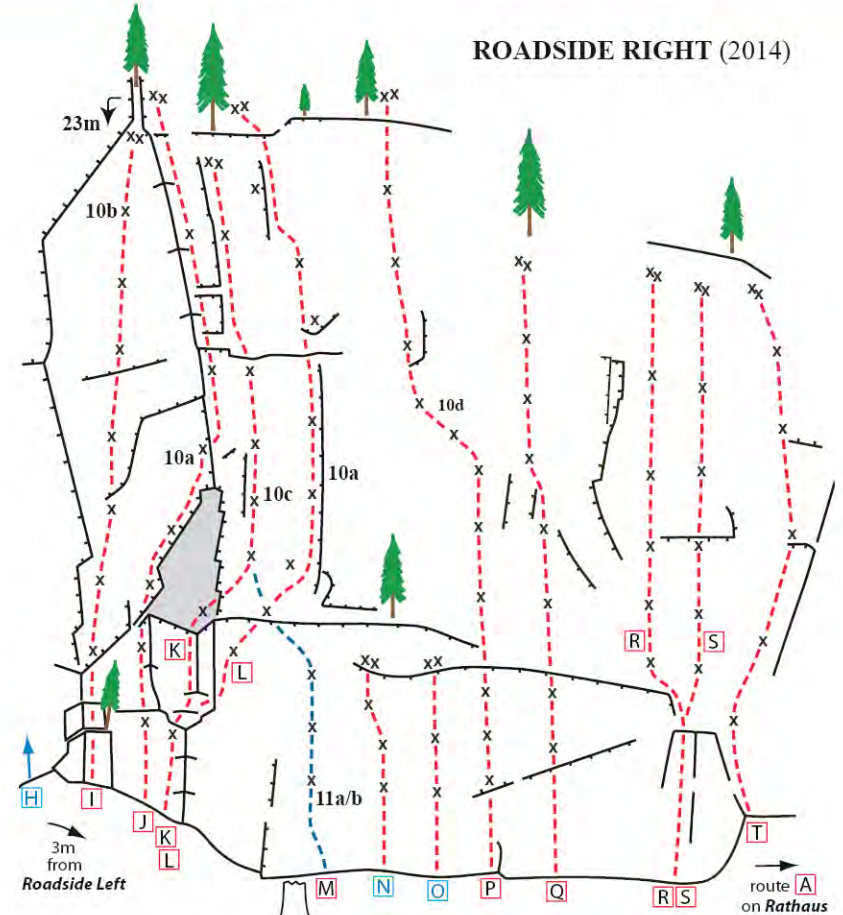 ROADSIDE RIGHT (2014)
23m
10b
10d
10a
10c
10a
K
L
R
S
H
I
J
K
L
11a/b
M
N
O
P
Q
R S
T
3m
from
Roadside Left
route A
on Rathaus